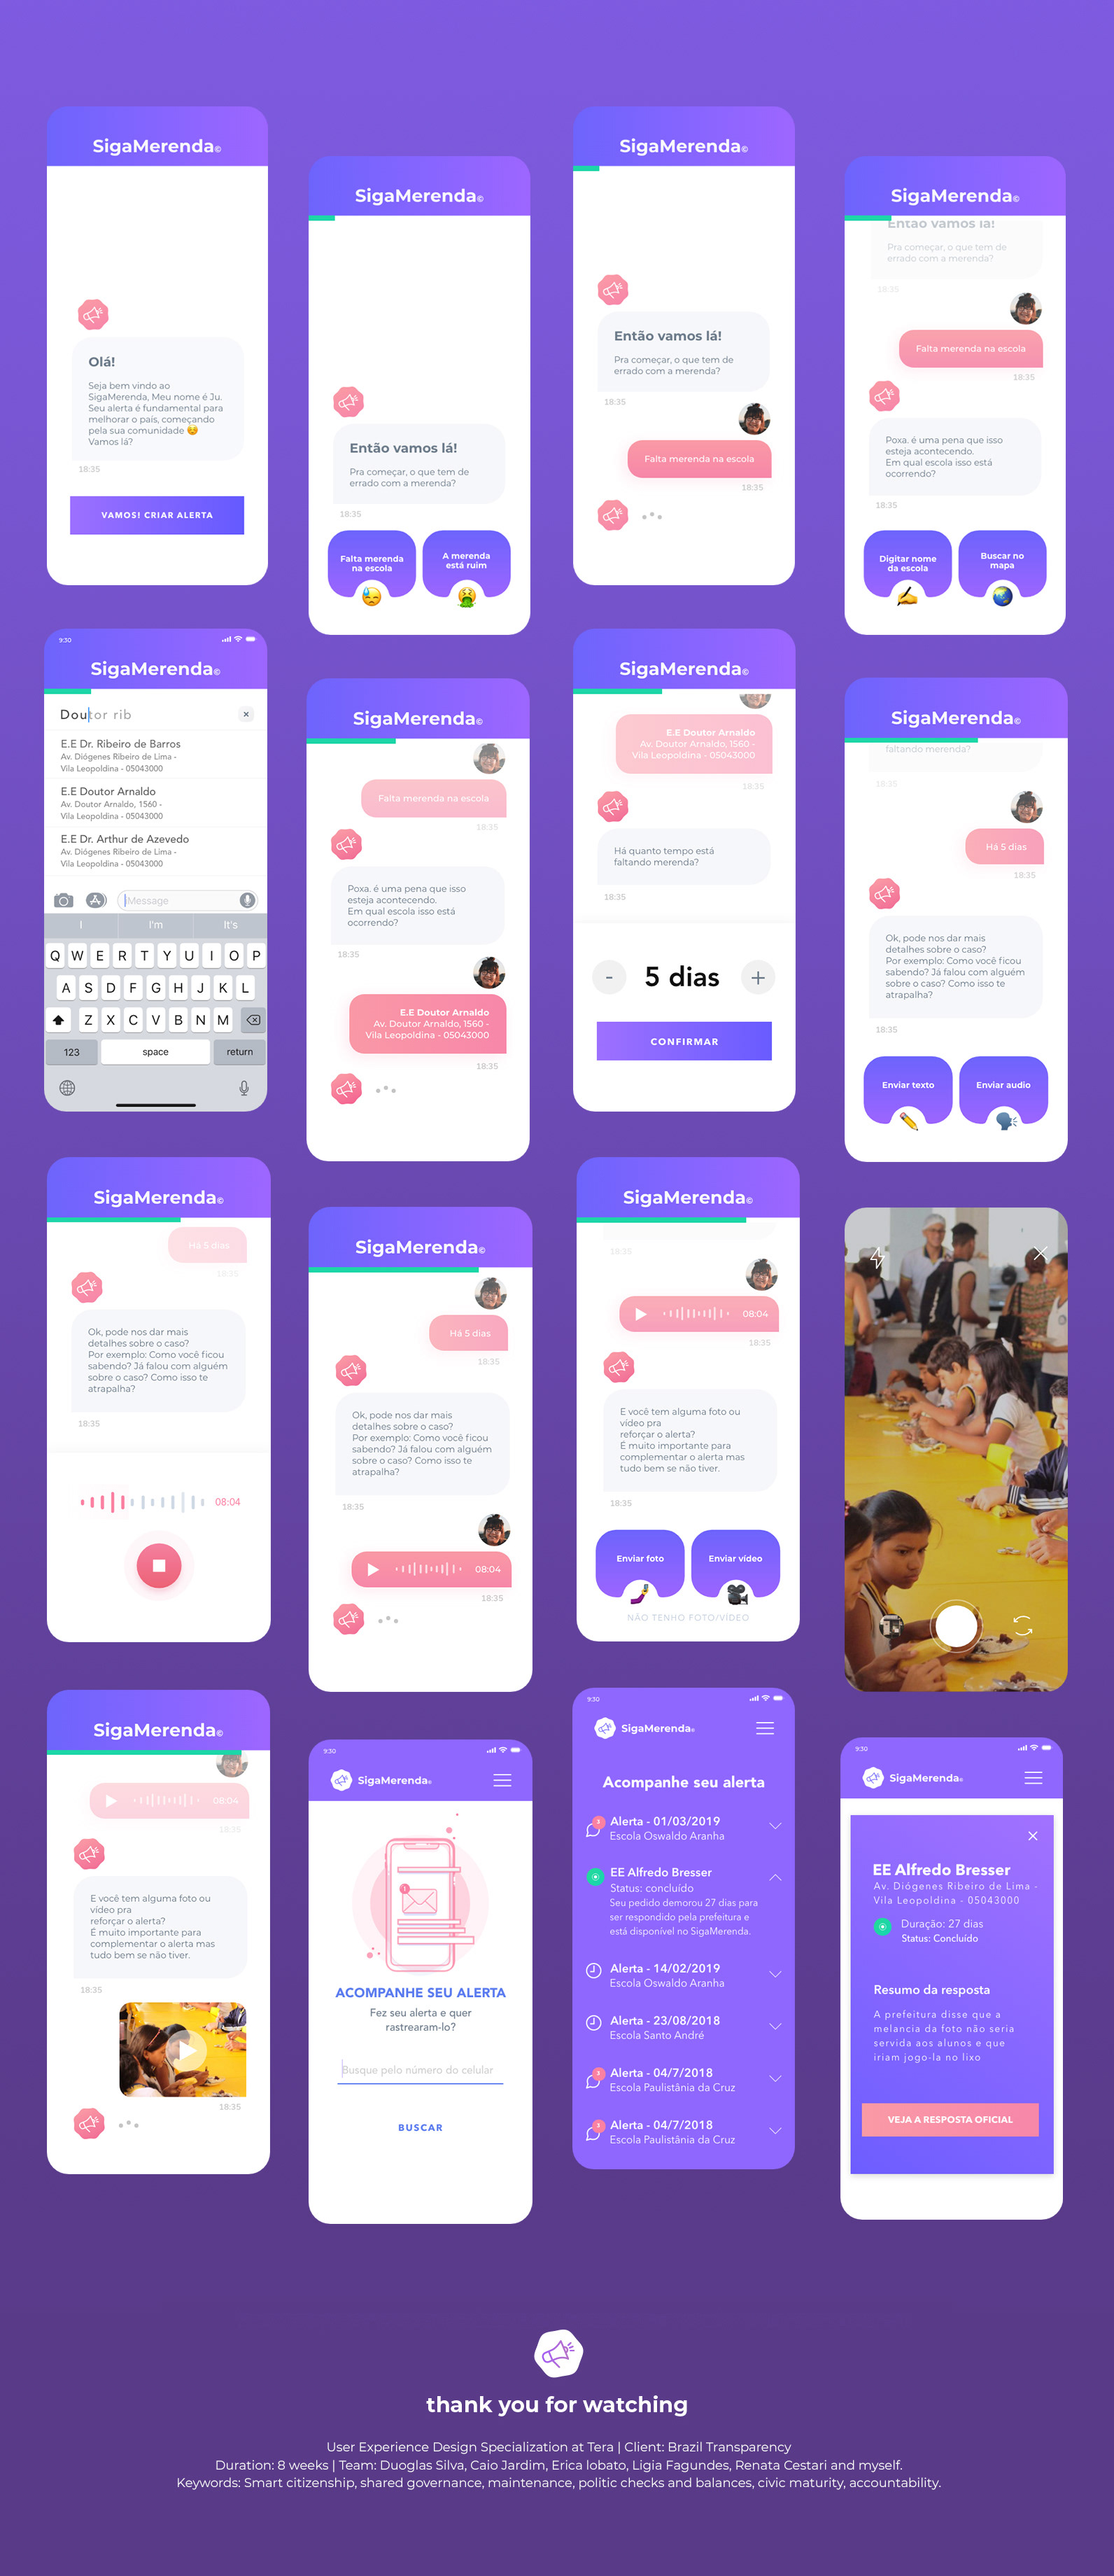 SigaMerenda©
Olá!
Seja bem vindo ao
SigaMerenda, Meu nome é Ju.
Seu alerta é fundamental para
melhorar o país, começando
pela sua comunidade 😊
Vamos lá?
18:35
VAMOS! CRIAR ALERTA
SigaMerenda©
Então vamos lá!
Pra começar, o que tem de
errado com a merenda?
18:35
Falta merenda
na escola
A merenda
está ruim
SigaMerenda©
Então vamos lá!
Pra começar, o que tem de
errado com a merenda?
18:35
Falta merenda na escola
18:35
SigaMerenda©
Então vamos lá!
Pra começar, o que tem de
errado com a merenda?
18:35
Falta merenda na escola
18:35
Poxa. é uma pena que isso
esteja acontecendo.
Em qual escola isso está
ocorrendo?
18:35
Digitar nome
da escola
Buscar no
mapa
9:30
SigaMerenda©
Doutor rib
E.E Dr. Ribeiro de Barros
Av. Diógenes Ribeiro de Lima -
Vila Leopoldina - 05043000
E.E Doutor Arnaldo
Av. Doutor Arnaldo, 1560 -
Vila Leopoldina - 05043000
E.E Dr. Arthur de Azevedo
Av. Diógenes Ribeiro de Lima -
Vila Leopoldina - 05043000
Message
I I'm It's
Q W E R T Y U I O P
A S D F G H J K L
Z X C V B N M
123 space return
SigaMerenda©
Falta merenda na escola
18:35
Poxa. é uma pena que isso
esteja acontecendo.
Em qual escola isso está
ocorrendo?
18:35
E.E Doutor Arnaldo
Av. Doutor Arnaldo, 1560 -
Vila Leopoldina - 05043000
18:35
SigaMerenda©
E.E Doutor Arnaldo
Av. Doutor Arnaldo, 1560 -
Vila Leopoldina - 05043000
18:35
Há quanto tempo está
faltando merenda?
18:35
- 5 dias +
CONFIRMAR
SigaMerenda©
faltando merenda?
18:35
Há 5 dias
18:35
Ok, pode nos dar mais
detalhes sobre o caso?
Por exemplo: Como você ficou
sabendo? Já falou com alguém
sobre o caso? Como isso te
atrapalha?
18:35
Enviar texto
Enviar audio
SigaMerenda©
Há 5 dias
18:35
Ok, pode nos dar mais
detalhes sobre o caso?
Por exemplo: Como você ficou
sabendo? Já falou com alguém
sobre o caso? Como isso te
atrapalha?
18:35
08:04
SigaMerenda©
Há 5 dias
18:35
Ok, pode nos dar mais
detalhes sobre o caso?
Por exemplo: Como você ficou
sabendo? Já falou com alguém
sobre o caso? Como isso te
atrapalha?
18:35
08:04
18:35
SigaMerenda©
18:35
08:04
18:35
E você tem alguma foto ou
vídeo pra
reforçar o alerta?
É muito importante para
complementar o alerta mas
tudo bem se não tiver.
18:35
Enviar foto
Enviar vídeo
NÃO TENHO FOTO/VÍDEO
SigaMerenda©
08:04
18:35
E você tem alguma foto ou
vídeo pra
reforçar o alerta?
É muito importante para
complementar o alerta mas
tudo bem se não tiver.
18:35
18:35
9:30
SigaMerenda©
ACOMPANHE SEU ALERTA
Fez seu alerta e quer
rastrearam-lo?
Busque pelo número do celular
BUSCAR
9:30
SigaMerenda©
Acompanhe seu alerta
3
Alerta - 01/03/2019
Escola Oswaldo Aranha
EE Alfredo Bresser
Status: concluído
Seu pedido demorou 27 dias para
ser respondido pela prefeitura e
está disponível no SigaMerenda.
Alerta - 14/02/2019
Escola Oswaldo Aranha
Alerta - 23/08/2018
Escola Santo André
3
Alerta - 04/7/2018
Escola Paulistânia da Cruz
3
Alerta - 04/7/2018
Escola Paulistânia da Cruz
9:30
SigaMerenda©
EE Alfredo Bresser
Av. Diógenes Ribeiro de Lima -
Vila Leopoldina - 05043000
Duração: 27 dias
Status: Concluído
Resumo da resposta
A prefeitura disse que a
melancia da foto não seria
servida aos alunos e que
iriam jogo-la no lixo
VEJA A RESPOSTA OFICIAL
thank you for watching
User Experience Design Specialization at Tera | Client: Brazil Transparency
Duration: 8 weeks | Team: Duoglas Silva, Caio Jardim, Erica lobato, Ligia Fagundes, Renata Cestari and myself.
Keywords: Smart citizenship, shared governance, maintenance, politic checks and balances, civic maturity, accountability.